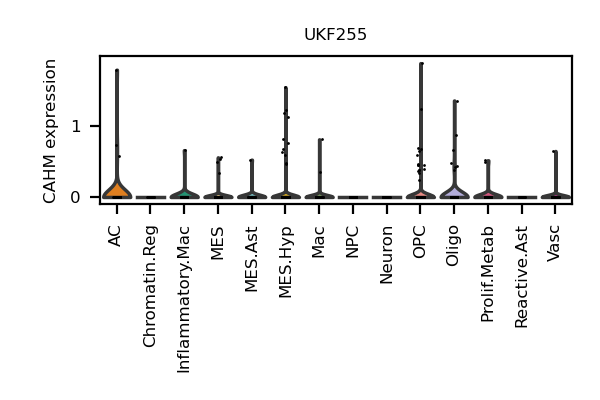 UKF255
CAHM expression
1
0
AC
Chromatin.Reg
Inflammatory.Mac
MES
MES.Ast
MES.Hyp
Mac
NPC
Neuron
OPC
Oligo
Prolif.Metab
Reactive.Ast
Vasc